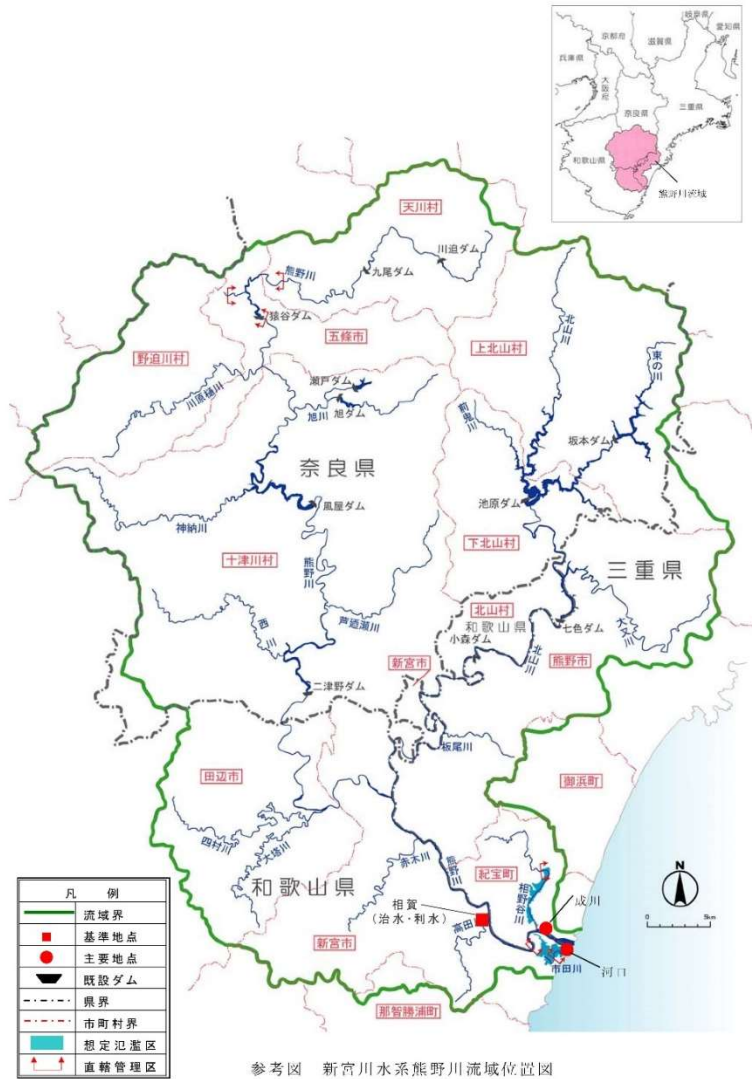 岐阜県
京都府
滋賀県
愛知県
兵庫県
大阪府
奈良県
三重県
和歌山県
熊野川流域
天川村
川迫ダム
熊野川
九尾ダム
猿谷ダム
五條市
上北山村
北山川
東の川
野迫川村
瀬戸ダム
川原樋川
旭川
旭ダム
前鬼川
坂本ダム
奈良県
池原ダム
風屋ダム
神納川
下北山村
十津川村
熊野川
三重県
芦廼瀬川
北山村
西川
和歌山県
七色ダム
大又川
小森ダム
新宮市
北山川
熊野市
二津野ダム
板尾川
御浜町
田辺市
四村川
大塔川
赤木川
熊野川
紀宝町
和歌山県
相賀
(治水・利水)
相野谷川
成川
高田
新宮市
市田川
河口
那智勝浦町
N
0 5km
凡 例
流域界
基準地点
主要地点
既設ダム
県界
市町村界
想定氾濫区
直轄管理区
参考図 新宮川水系熊野川流域位置図